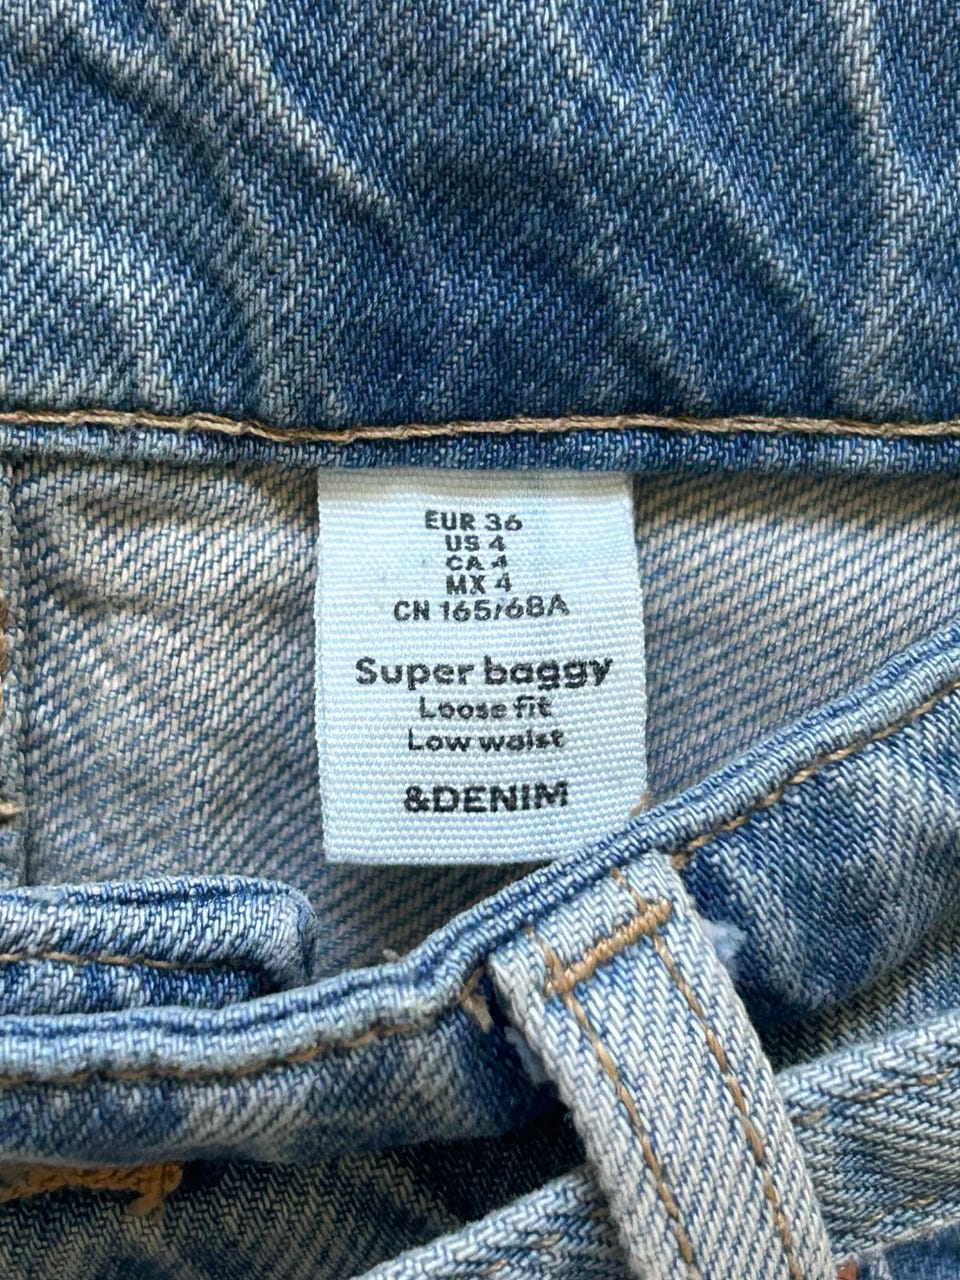 EUR 36
US 4
CA 4
MX 4
CN 165/68A
Super baggy
Loose fit
Low waist
&DENIM